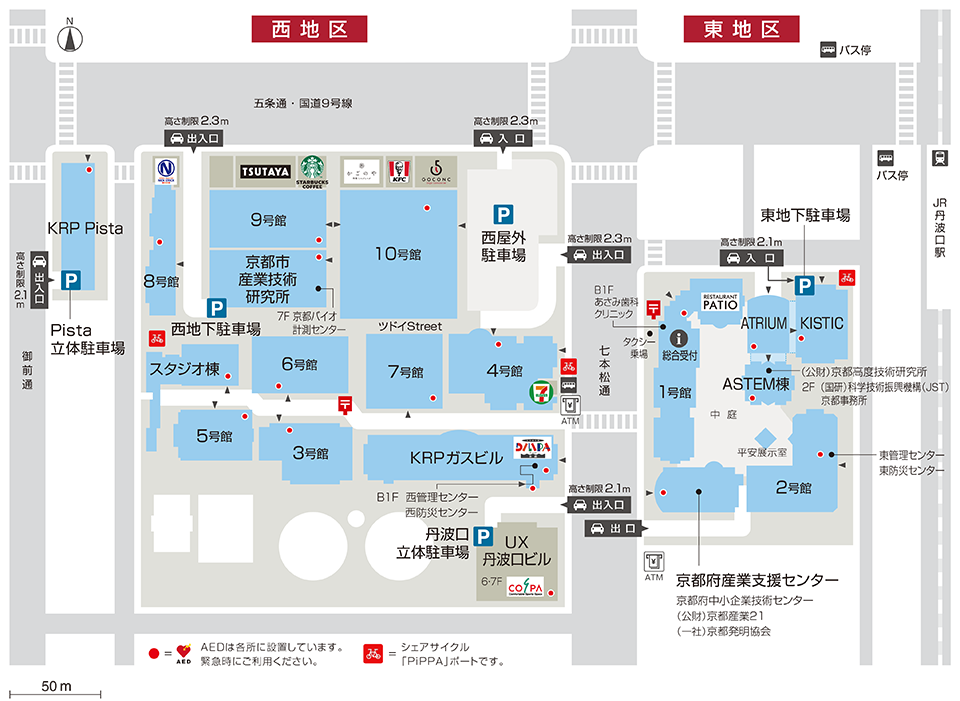 N
西地区
東地区
バス停
五条通・国道9号線
高さ制限2.3m
出入口
高さ制限2.3m
入口
TSUTAYA
STARBUCKS
COFFEE
かごのや
KFC
GOCONC
バス停
JR丹波口駅
KRP Pista
9号館
10号館
P
西屋外
駐車場
東地下駐車場
高さ制限2.1m
入口
高さ制限2.3m
出入口
高さ制限2.1m
出入口
P
8号館
京都市
産業技術
研究所
P
B1F
あさみ歯科
クリニック
RESTAURANT
PATIO
P
ATRIUM
KISTIC
Pista
立体駐車場
西地下駐車場
7F 京都バイオ
計測センター
ツドイStreet
タクシー
乗場
総合受付
御前通
七本松通
スタジオ棟
6号館
7号館
4号館
7
ATM
1号館
ASTEM棟
(公財)京都高度技術研究所
2F (国研)科学技術振興機構(JST)
京都事務所
中庭
5号館
3号館
KRPガスビル
DANPA
平安展示室
2号館
東管理センター
東防災センター
B1F 西管理センター
西防災センター
高さ制限2.1m
出入口
出口
丹波口
立体駐車場
P
UX
丹波口ビル
6·7F
CO・PA
ATM
京都府産業支援センター
京都府中小企業技術センター
(公財)京都産業21
(一社)京都発明協会
= AED AEDは各所に設置しています。
緊急時にご利用ください。
= シェアサイクル
「PiPPA」ポートです。
50m